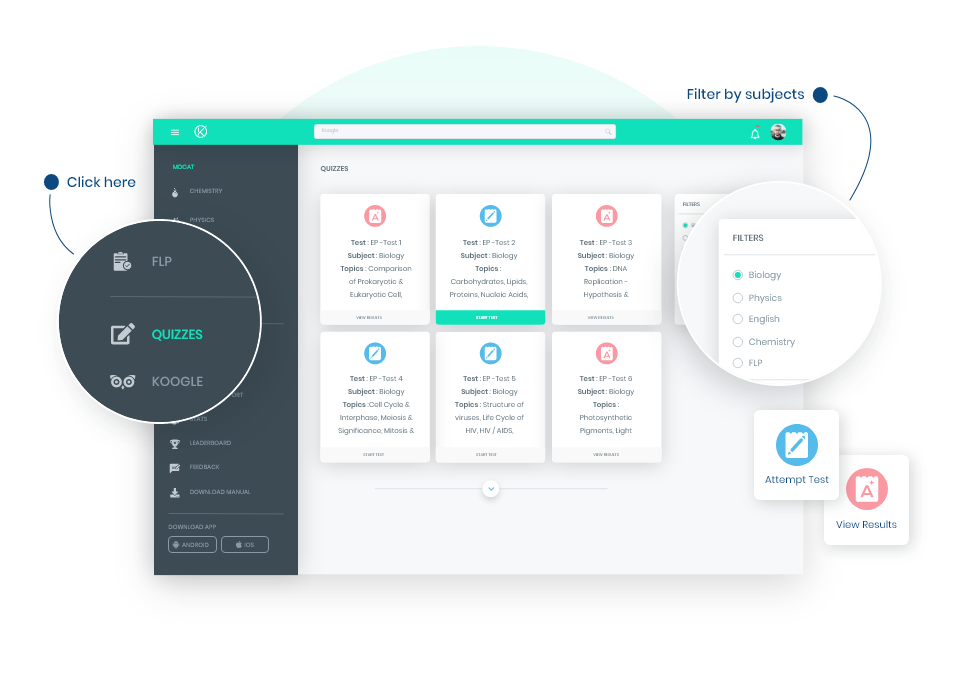 Filter by subjects
Koogle
Click here
MDCAT
CHEMISTRY
PHYSICS
FLP
QUIZZES
KOOGLE
STATS
LEADERBOARD
FEEDBACK
DOWNLOAD MANUAL
DOWNLOAD APP
ANDROID
IOS
QUIZZES
Test : EP -Test 1
Subject : Biology
Topics : Comparison
of Prokaryotic &
Eukaryotic Cell,
VIEW RESULTS
Test : EP -Test 2
Subject : Biology
Topics :
Carbohydrates, Lipids,
Proteins, Nucleic Acids,
START TEST
Test : EP -Test 3
Subject : Biology
Topics : DNA
Replication -
Hypothesis &
VIEW RESULTS
Test : EP -Test 4
Subject : Biology
Topics :Cell Cycle &
Interphase, Meiosis &
Significance, Mitosis &
START TEST
Test : EP -Test 5
Subject : Biology
Topics : Structure of
viruses, Life Cycle of
HIV, HIV / AIDS,
START TEST
Test : EP -Test 6
Subject : Biology
Topics :
Photosynthetic
Pigments, Light
VIEW RESULTS
FILTERS
FILTERS
Biology
Physics
English
Chemistry
FLP
Attempt Test
A
View Results